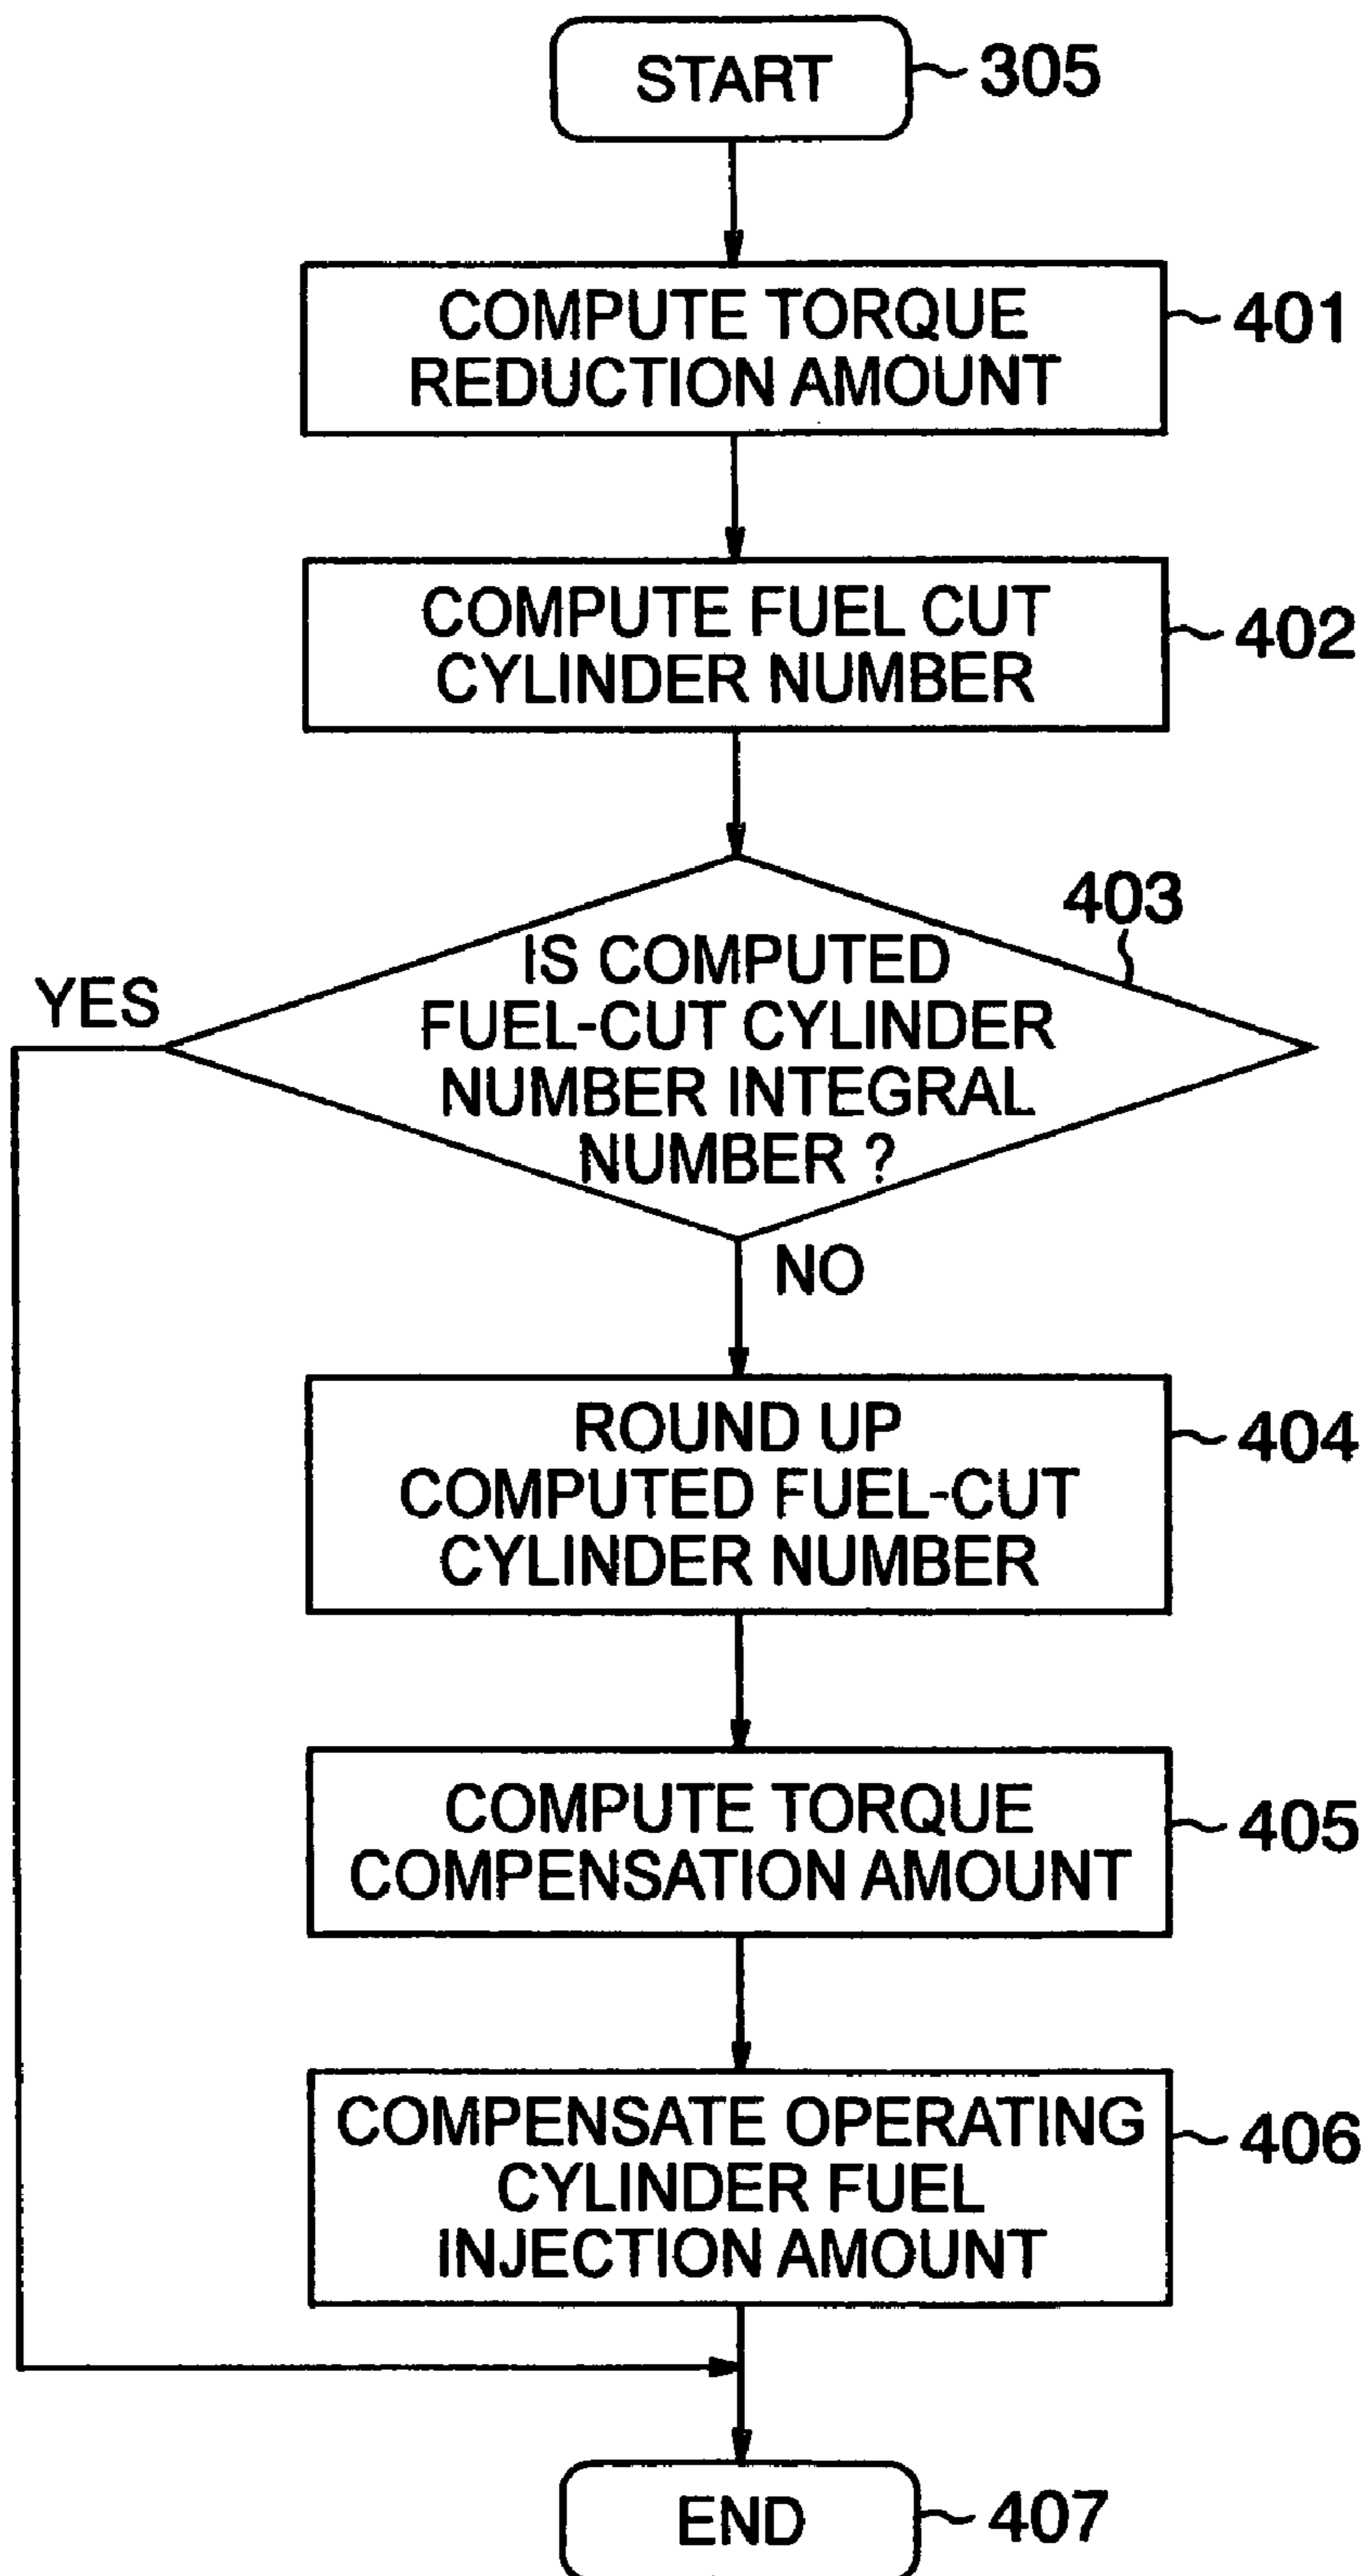 START
305
COMPUTE TORQUE
REDUCTION AMOUNT
401
COMPUTE FUEL CUT
CYLINDER NUMBER
402
403
IS COMPUTED
FUEL-CUT CYLINDER
NUMBER INTEGRAL
NUMBER ?
YES
NO
ROUND UP
COMPUTED FUEL-CUT
CYLINDER NUMBER
404
COMPUTE TORQUE
COMPENSATION AMOUNT
405
COMPENSATE OPERATING
CYLINDER FUEL
INJECTION AMOUNT
406
END
407